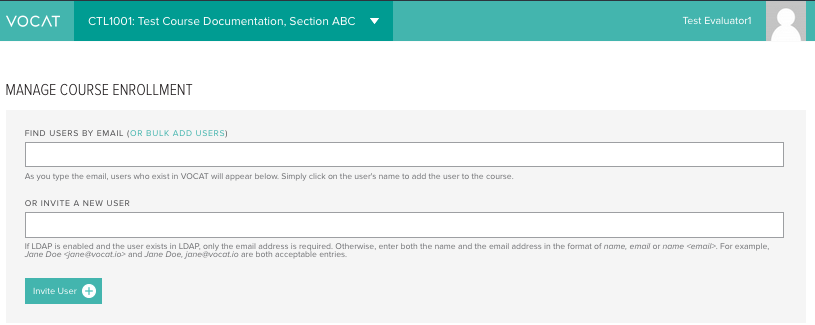 VOCAT CTL1001: Test Course Documentation, Section ABC Test Evaluator1
MANAGE COURSE ENROLLMENT
FIND USERS BY EMAIL (OR BULK ADD USERS)
As you type the email, users who exist in VOCAT will appear below. Simply click on the user's name to add the user to the course.
OR INVITE A NEW USER
If LDAP is enabled and the user exists in LDAP, only the email address is required. Otherwise, enter both the name and the email address in the format of name, email or name <email>. For example,
Jane Doe <jane@vocat.io> and Jane Doe, jane@vocat.io are both acceptable entries.
Invite User